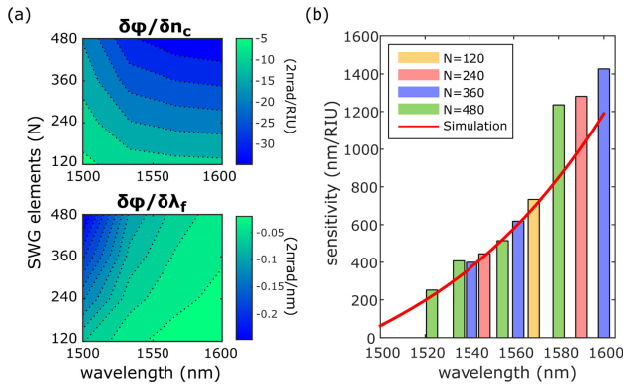 (a)
δφ/δn_c
480
360
240
120
1500 1550 1600
-5
-10
-15
-20
-25
-30
(2πrad/RIU)
SWG elements (N)
δφ/δλ_f
480
360
240
120
1500 1550 1600
-0.05
-0.1
-0.15
-0.2
(2πrad/nm)
wavelength (nm)
(b)
1600
1400
1200
1000
800
600
400
200
0
sensitivity (nm/RIU)
N=120
N=240
N=360
N=480
Simulation
1500 1520 1540 1560 1580 1600
wavelength (nm)